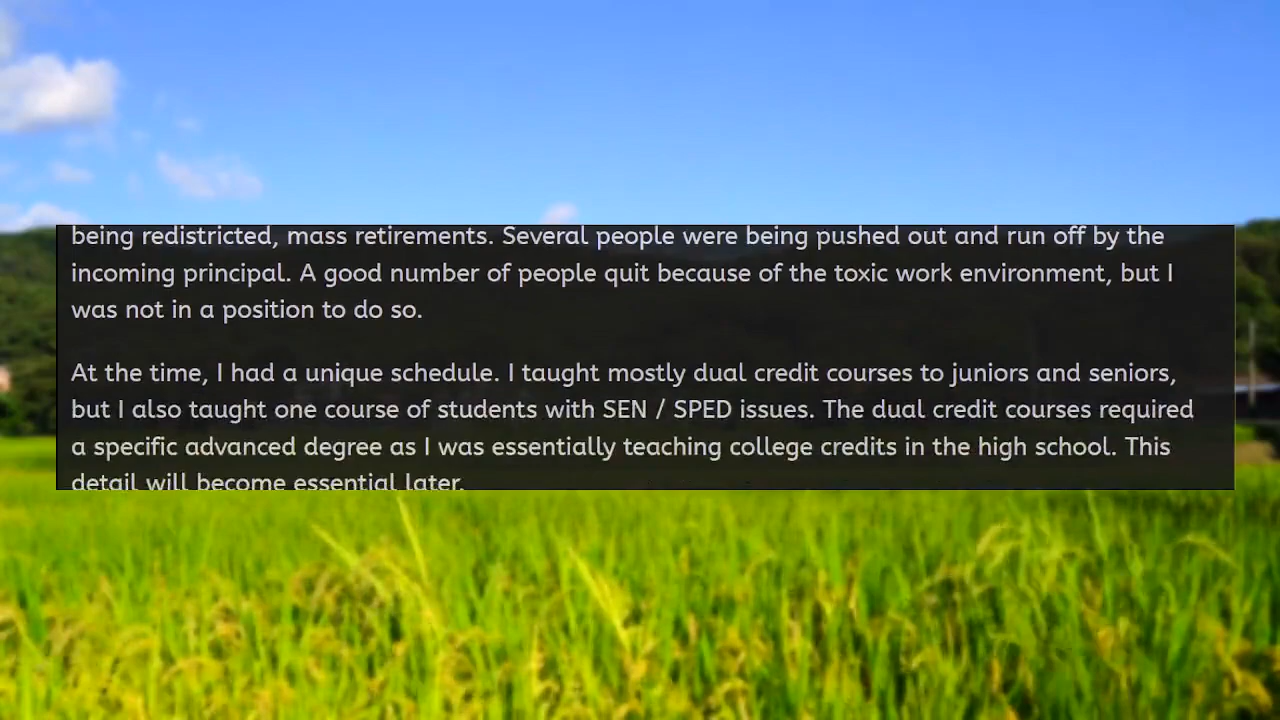 being redistricted, mass retirements. Several people were being pushed out and run off by the
incoming principal. A good number of people quit because of the toxic work environment, but I
was not in a position to do so.
At the time, I had a unique schedule. I taught mostly dual credit courses to juniors and seniors,
but I also taught one course of students with SEN / SPED issues. The dual credit courses required
a specific advanced degree as I was essentially teaching college credits in the high school. This
detail will become essential later.